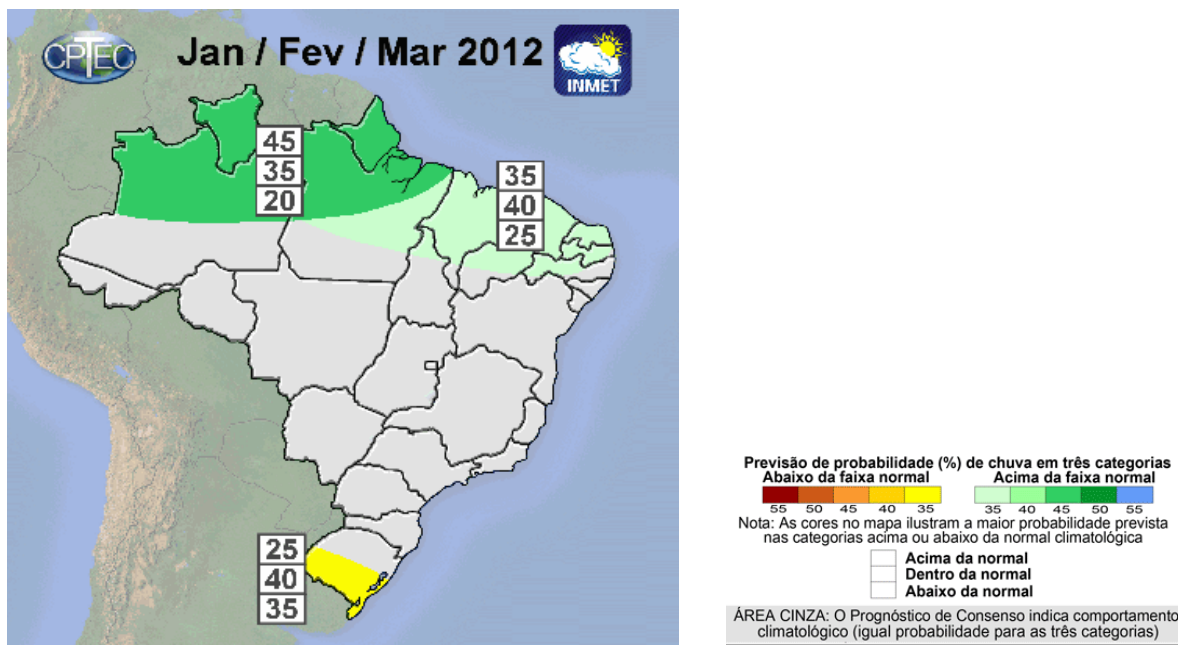 CPTEC
Jan / Fev / Mar 2012
INMET
45
35
20
35
40
25
25
40
35
Previsão de probabilidade (%) de chuva em três categorias
Abaixo da faixa normal Acima da faixa normal
55 50 45 40 35 35 40 45 50 55
Nota: As cores no mapa ilustram a maior probabilidade prevista
nas categorias acima ou abaixo da normal climatológica
Acima da normal
Dentro da normal
Abaixo da normal
ÁREA CINZA: O Prognóstico de Consenso indica comportamento
climatológico (igual probabilidade para as três categorias)